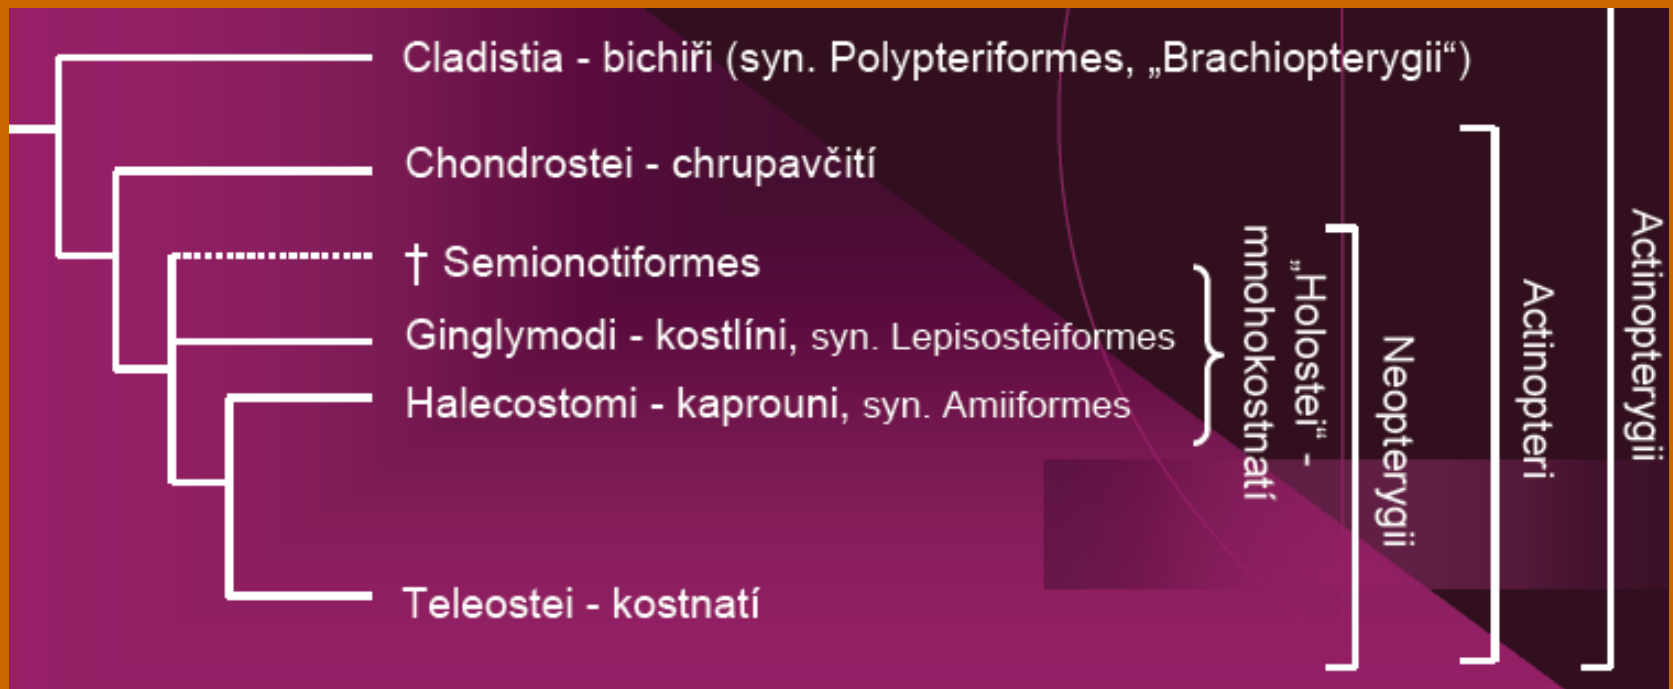 Cladistia - bichiři (syn. Polypteriformes, „Brachiopterygii“)
Chondrostei - chrupavčití
† Semionotiformes
Ginglymodi - kostlíni, syn. Lepisosteiformes
Halecostomi - kaprouni, syn. Amiiformes
Teleostei - kostnatí
„Holostei“ -
mnohokostnatí
Neopterygii
Actinopteri
Actinopterygii